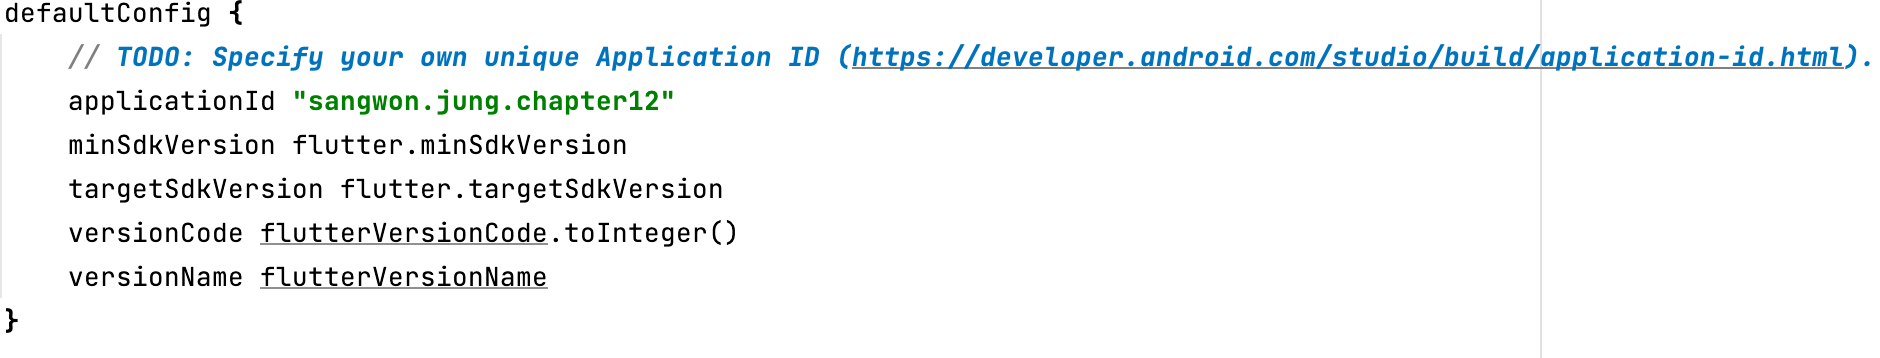 defaultConfig {
    // TODO: Specify your own unique Application ID (https://developer.android.com/studio/build/application-id.html).
    applicationId "sangwon.jung.chapter12"
    minSdkVersion flutter.minSdkVersion
    targetSdkVersion flutter.targetSdkVersion
    versionCode flutterVersionCode.toInteger()
    versionName flutterVersionName
}